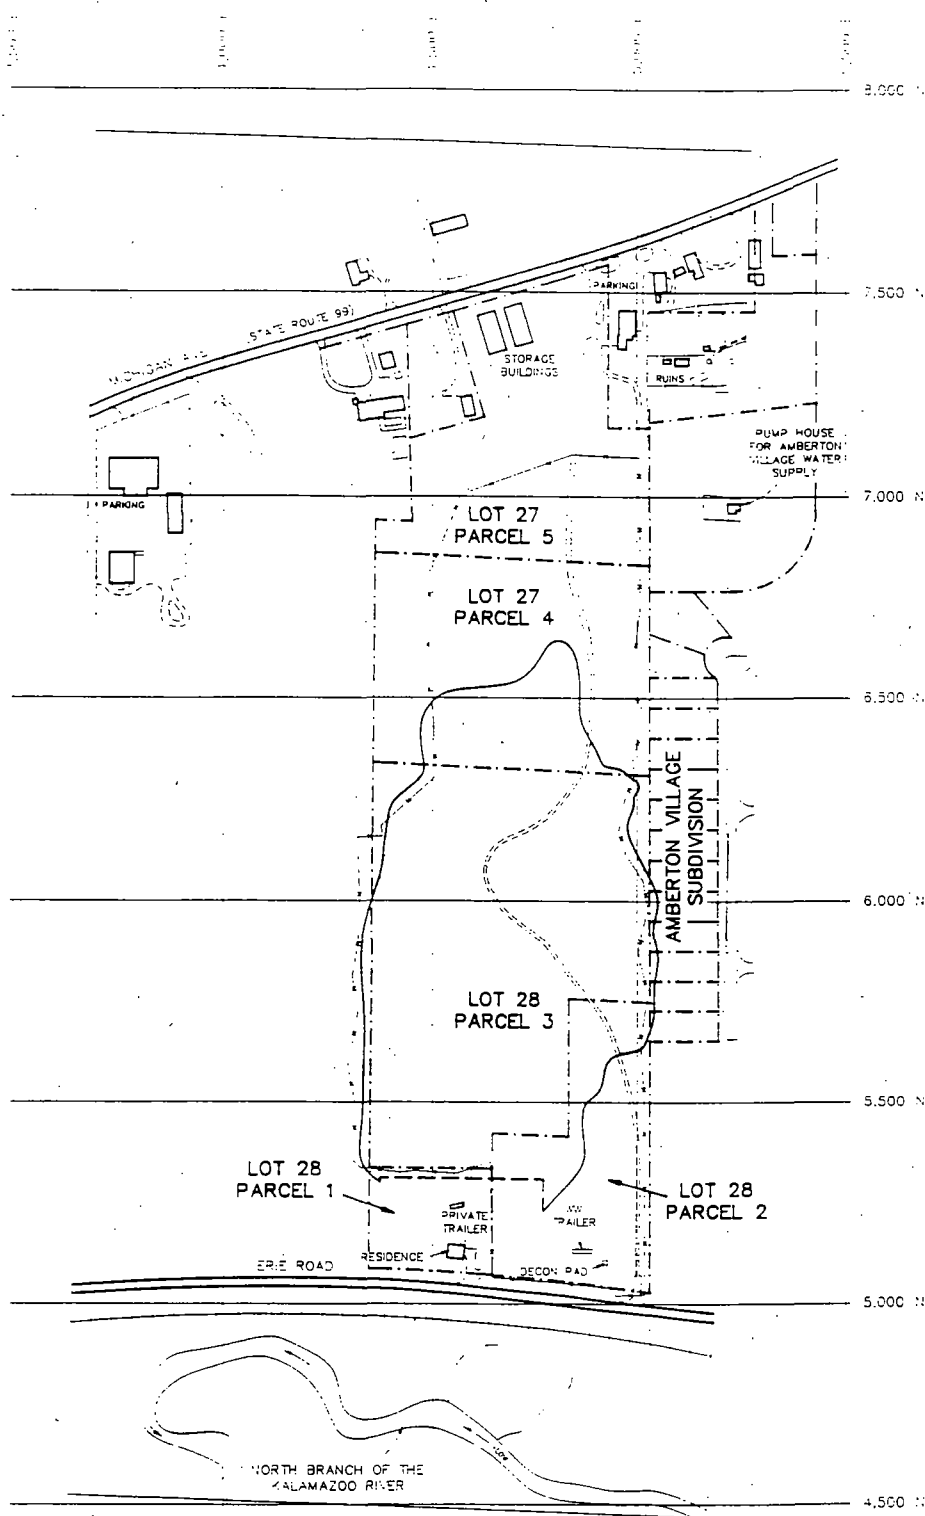 8,000 N
MICHIGAN AVE (STATE ROUTE 99)
PARKING
7,500 N
STORAGE
BUILDINGS
RUINS
PUMP HOUSE
FOR AMBERTON
VILLAGE WATER
SUPPLY
7,000 N
PARKING
LOT 27
PARCEL 5
LOT 27
PARCEL 4
6,500 N
AMBERTON VILLAGE
SUBDIVISION
6,000 N
LOT 28
PARCEL 3
5,500 N
LOT 28
PARCEL 1
LOT 28
PARCEL 2
PRIVATE
TRAILER
TRAILER
RESIDENCE
DECON PAD
ERIE ROAD
5,000 N
FLOW
NORTH BRANCH OF THE
KALAMAZOO RIVER
4,500 N